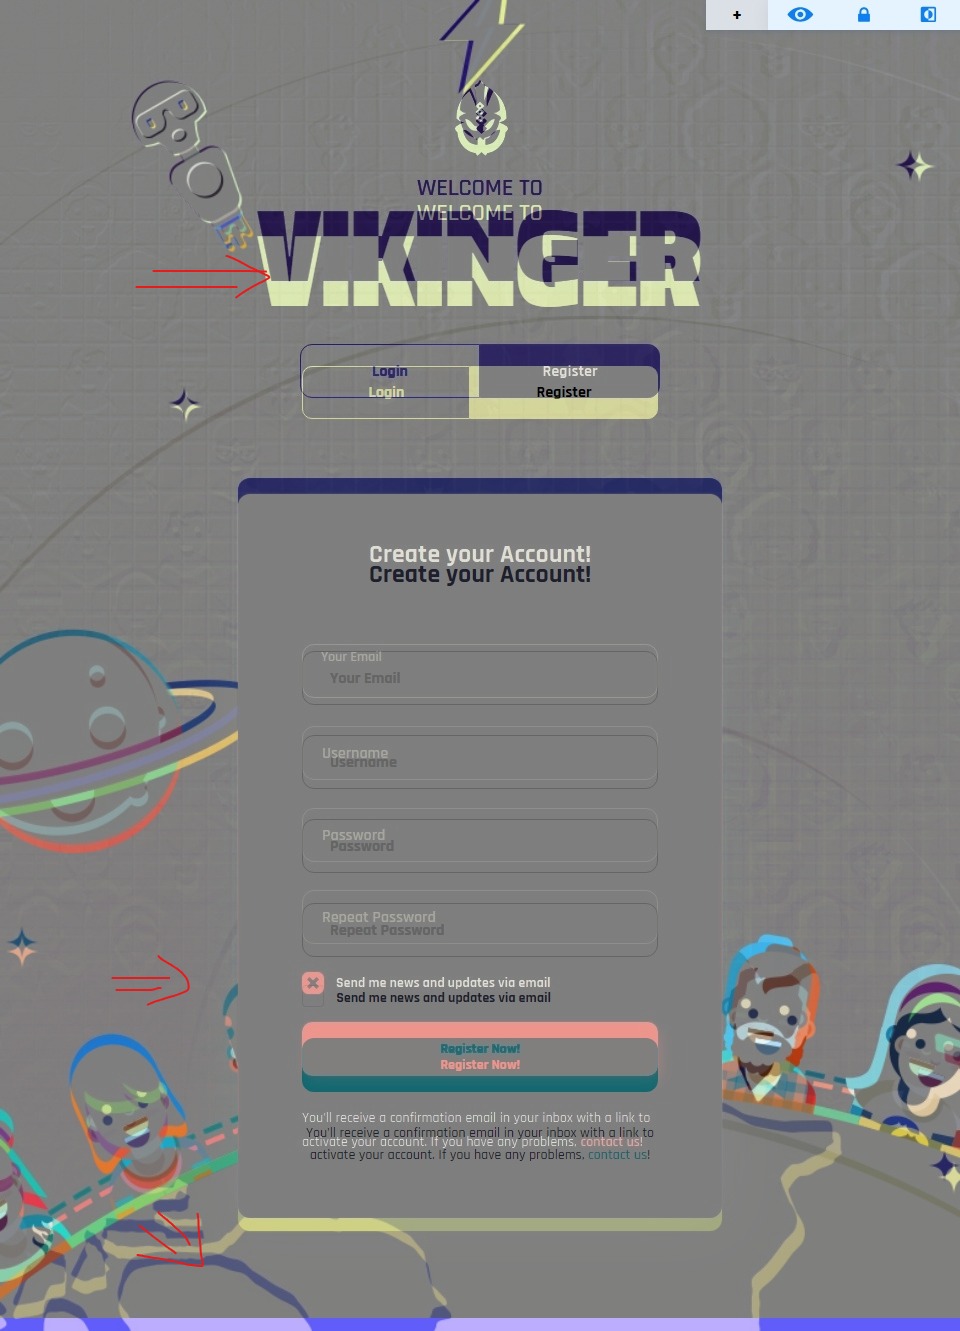 +
WELCOME TO
WELCOME TO
VIKINGER
Login
Register
Login
Register
Create your Account!
Create your Account!
Your Email
Your Email
Username
Username
Password
Password
Repeat Password
Repeat Password
Send me news and updates via email
Send me news and updates via email
Register Now!
Register Now!
You'll receive a confirmation email in your inbox with a link to
You'll receive a confirmation email in your inbox with a link to
activate your account. If you have any problems, contact us!
activate your account. If you have any problems, contact us!